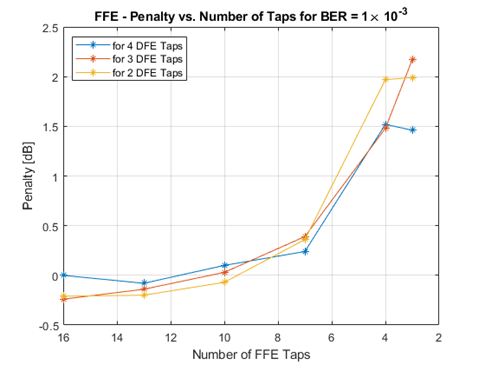 FFE - Penalty vs. Number of Taps for BER = 1× 10⁻³
for 4 DFE Taps
for 3 DFE Taps
for 2 DFE Taps
Penalty [dB]
2.5
2
1.5
1
0.5
0
-0.5
16 14 12 10 8 6 4 2
Number of FFE Taps